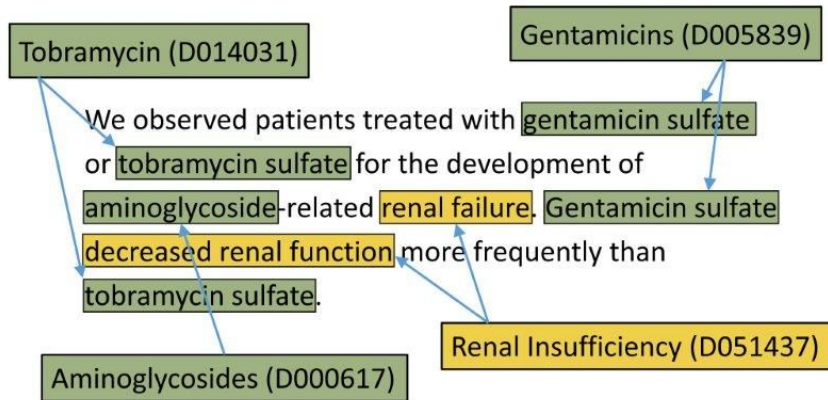 Tobramycin (D014031)
Gentamicins (D005839)
We observed patients treated with gentamicin sulfate
or tobramycin sulfate for the development of
aminoglycoside-related renal failure. Gentamicin sulfate
decreased renal function more frequently than
tobramycin sulfate.
Renal Insufficiency (D051437)
Aminoglycosides (D000617)